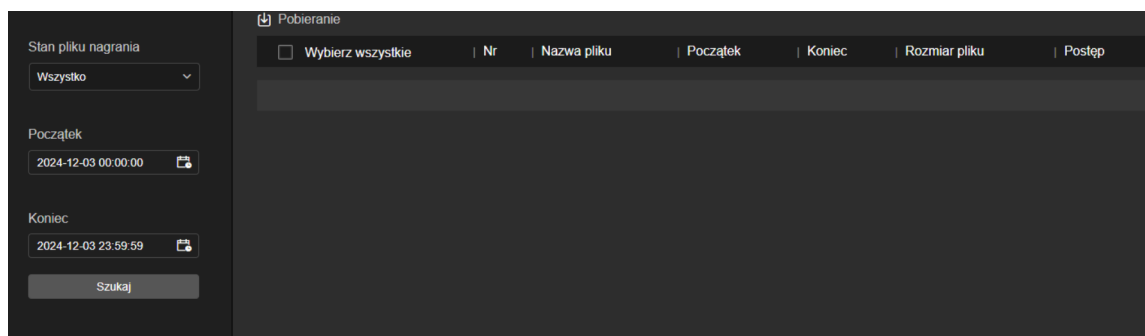 Pobieranie
Stan pliku nagrania
Wszystko
Wybierz wszystkie | Nr | Nazwa pliku | Początek | Koniec | Rozmiar pliku | Postęp
Początek
2024-12-03 00:00:00
Koniec
2024-12-03 23:59:59
Szukaj